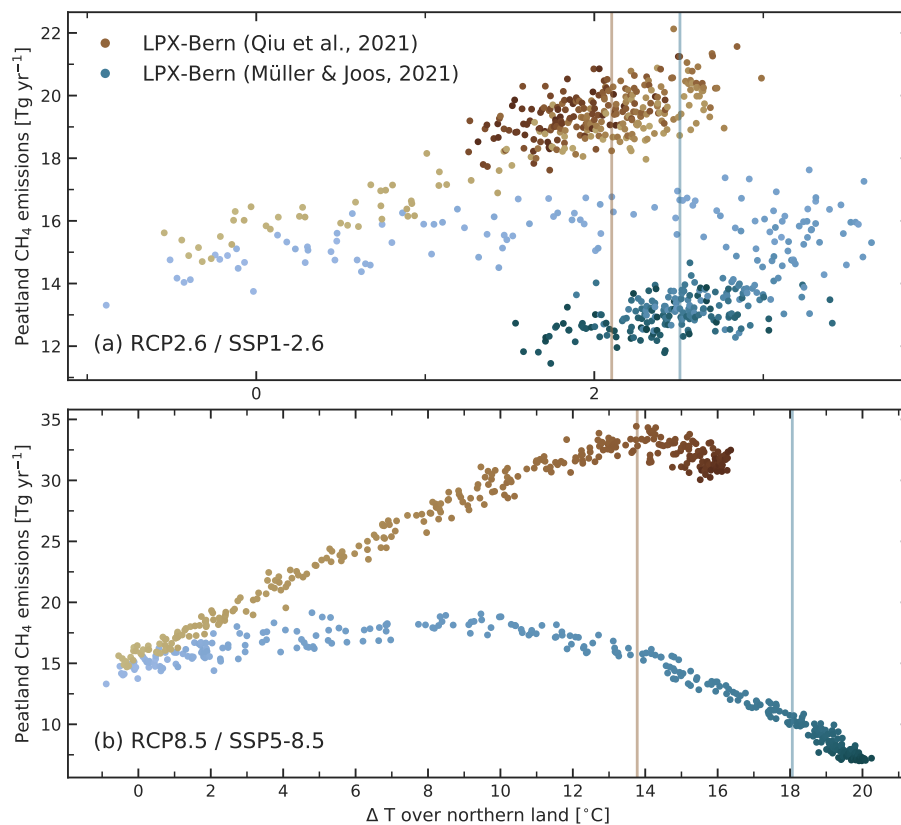 22
20
18
16
14
12
Peatland CH₄ emissions [Tg yr⁻¹]
LPX-Bern (Qiu et al., 2021)
LPX-Bern (Müller & Joos, 2021)
(a) RCP2.6 / SSP1-2.6
0 2
35
30
25
20
15
10
Peatland CH₄ emissions [Tg yr⁻¹]
(b) RCP8.5 / SSP5-8.5
0 2 4 6 8 10 12 14 16 18 20
Δ T over northern land [°C]